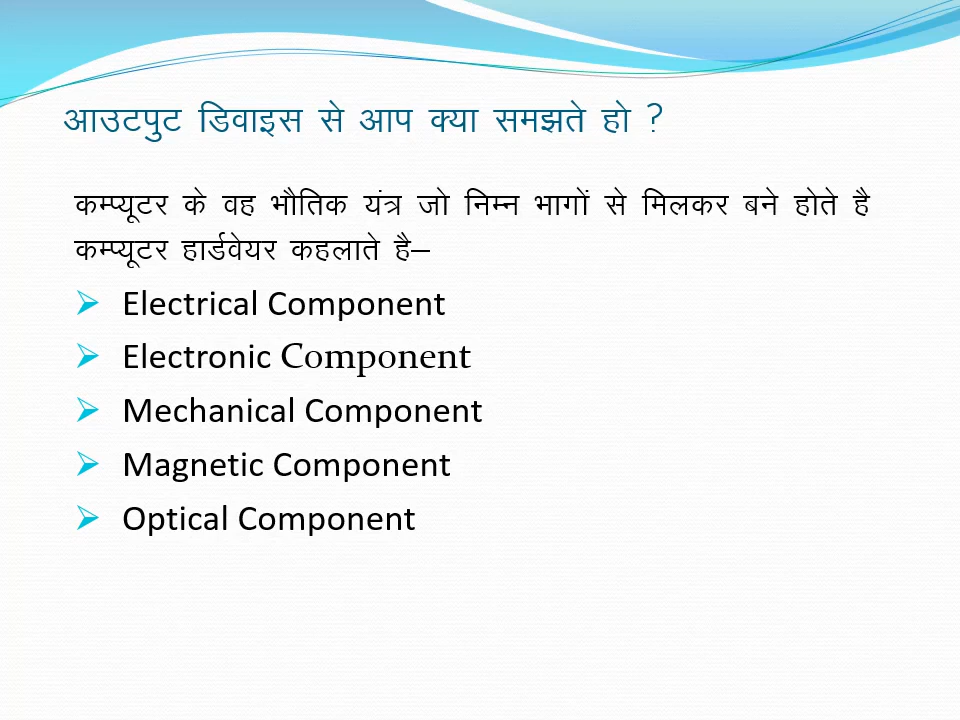 आउटपुट डिवाइस से आप क्या समझते हो ?
कम्प्यूटर के वह भौतिक यंत्र जो निम्न भागों से मिलकर बने होते है
कम्प्यूटर हार्डवेयर कहलाते है–
Electrical Component
Electronic Component
Mechanical Component
Magnetic Component
Optical Component